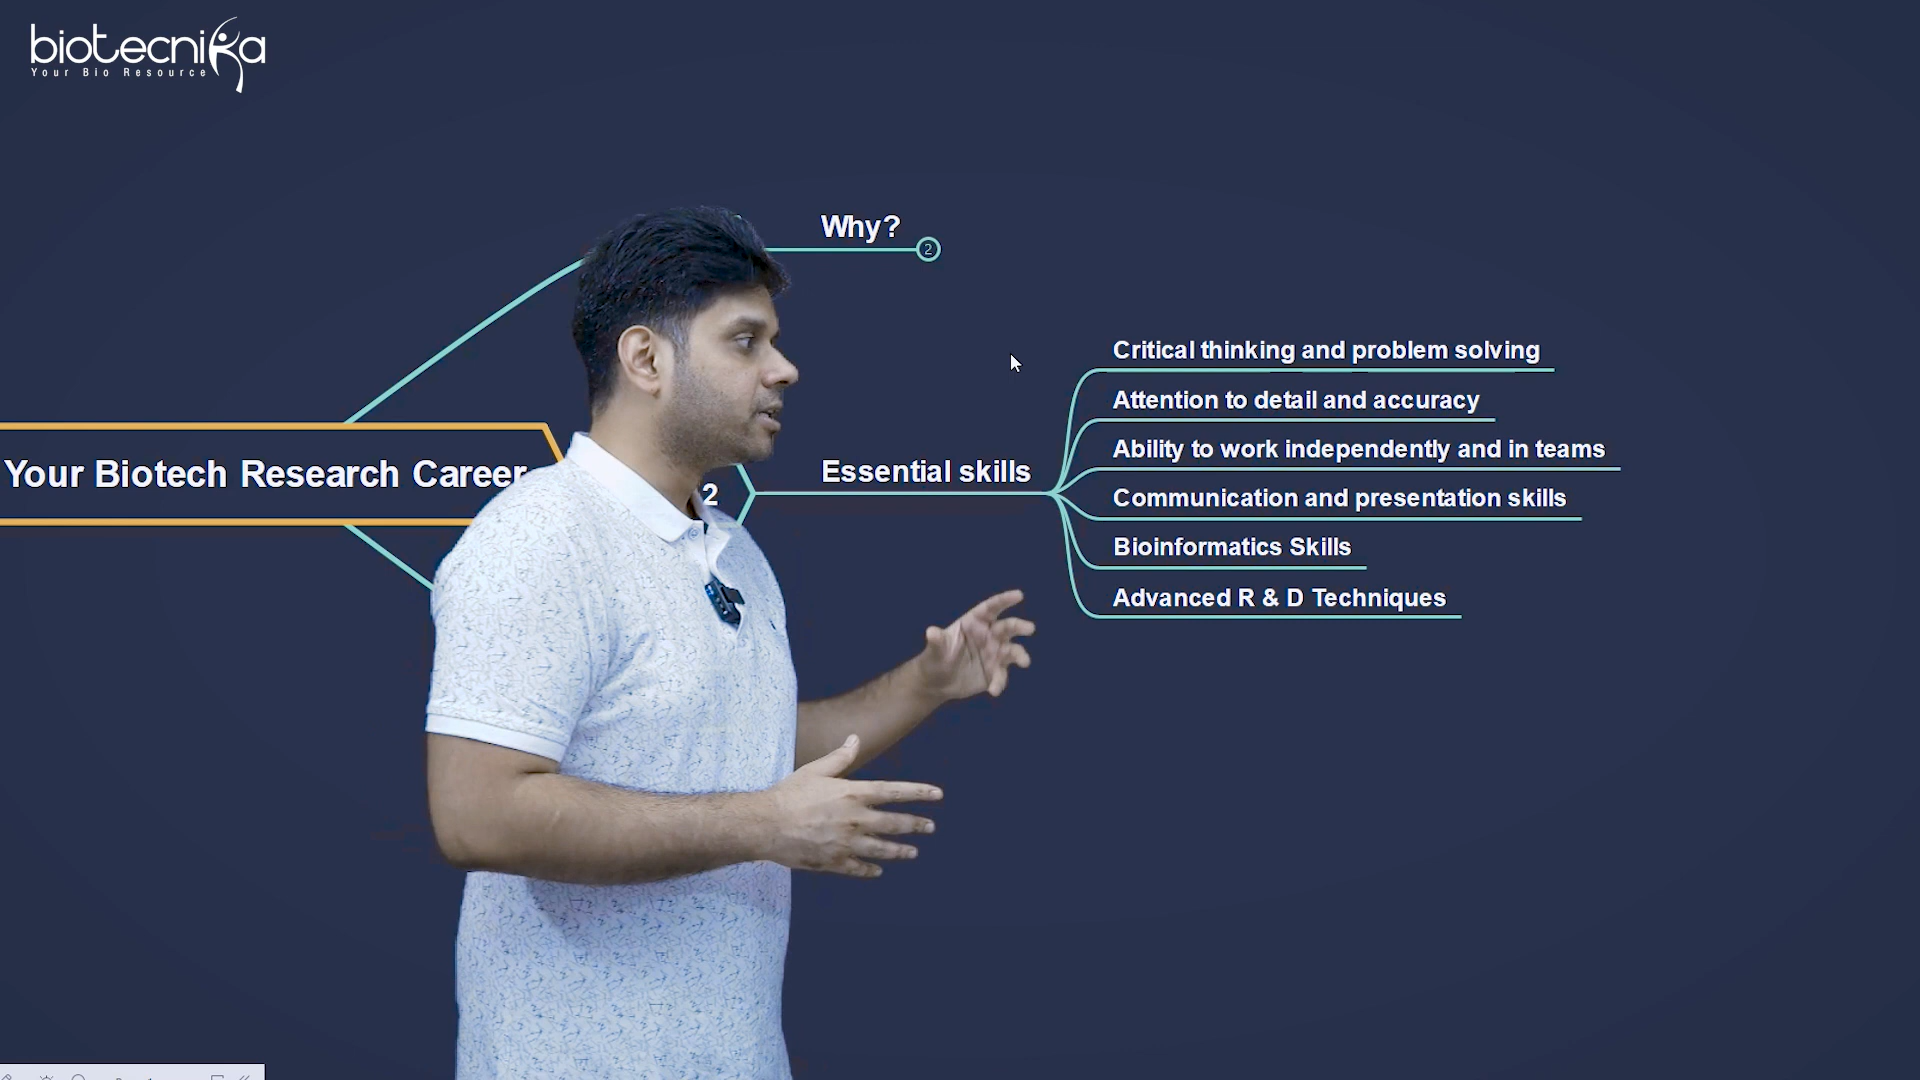 biotecnika
Your Bio Resource
Why?
2
Critical thinking and problem solving
Attention to detail and accuracy
Ability to work independently and in teams
Your Biotech Research Career
2
Essential skills
Communication and presentation skills
Bioinformatics Skills
Advanced R & D Techniques